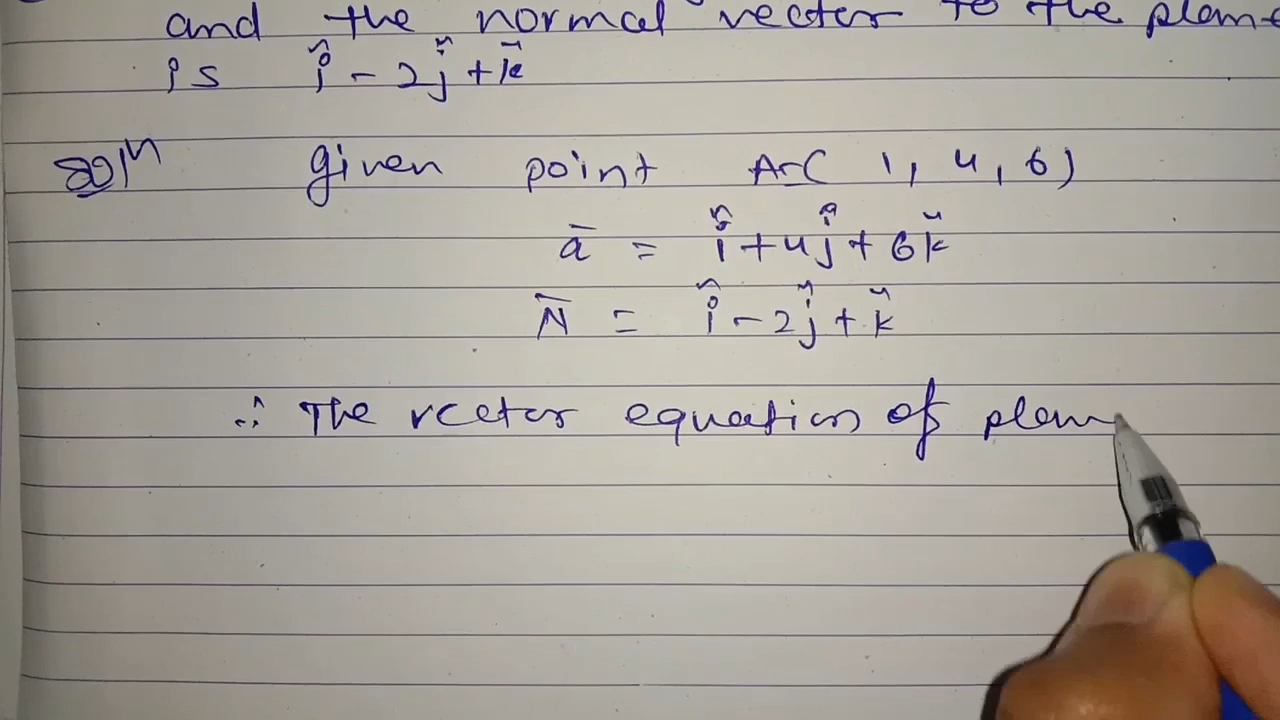 and the normal vector to the plane
is î - 2ĵ + k̂
Solⁿ given point A = ( 1, 4, 6)
ā = î + 4ĵ + 6k̂
N̄ = î - 2ĵ + k̂
∴ The vector equation of plan